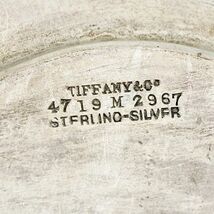 TIFFANY & Co
4719 M 2967
STERLING-SILVER